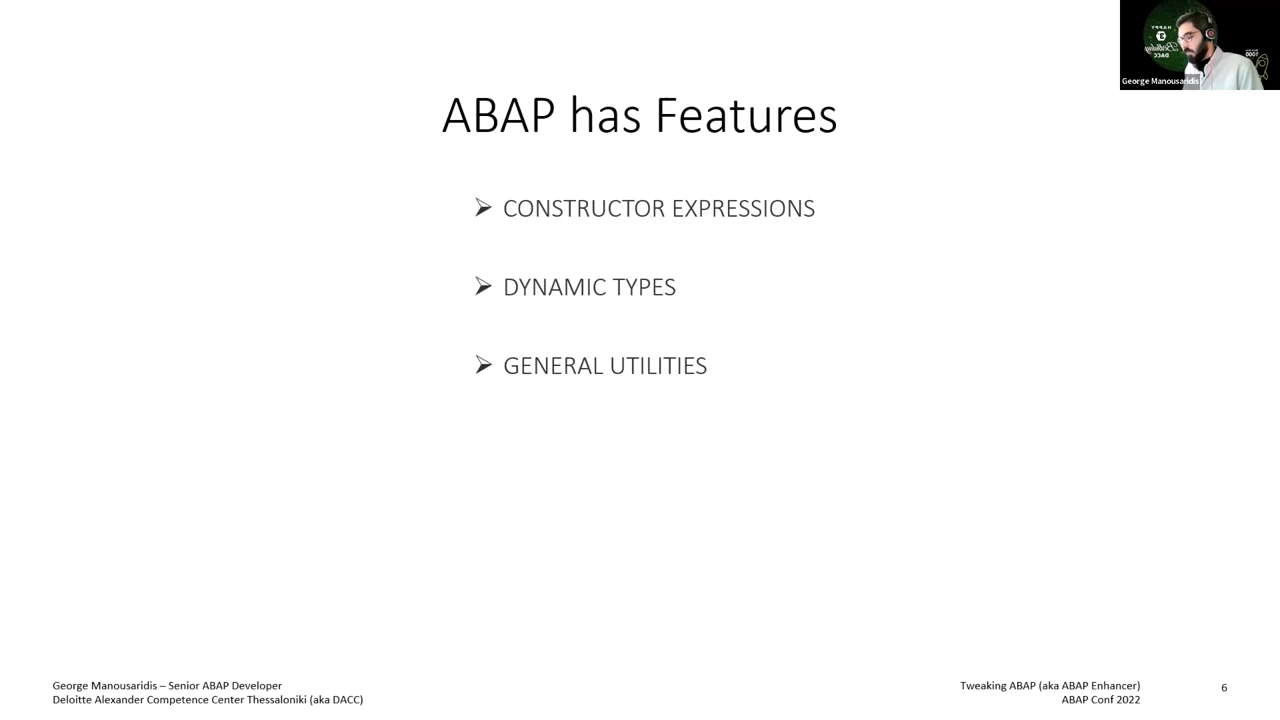 George Manousaridis
ABAP has Features
CONSTRUCTOR EXPRESSIONS
DYNAMIC TYPES
GENERAL UTILITIES
George Manousaridis – Senior ABAP Developer
Deloitte Alexander Competence Center Thessaloniki (aka DACC)
Tweaking ABAP (aka ABAP Enhancer)
ABAP Conf 2022
6